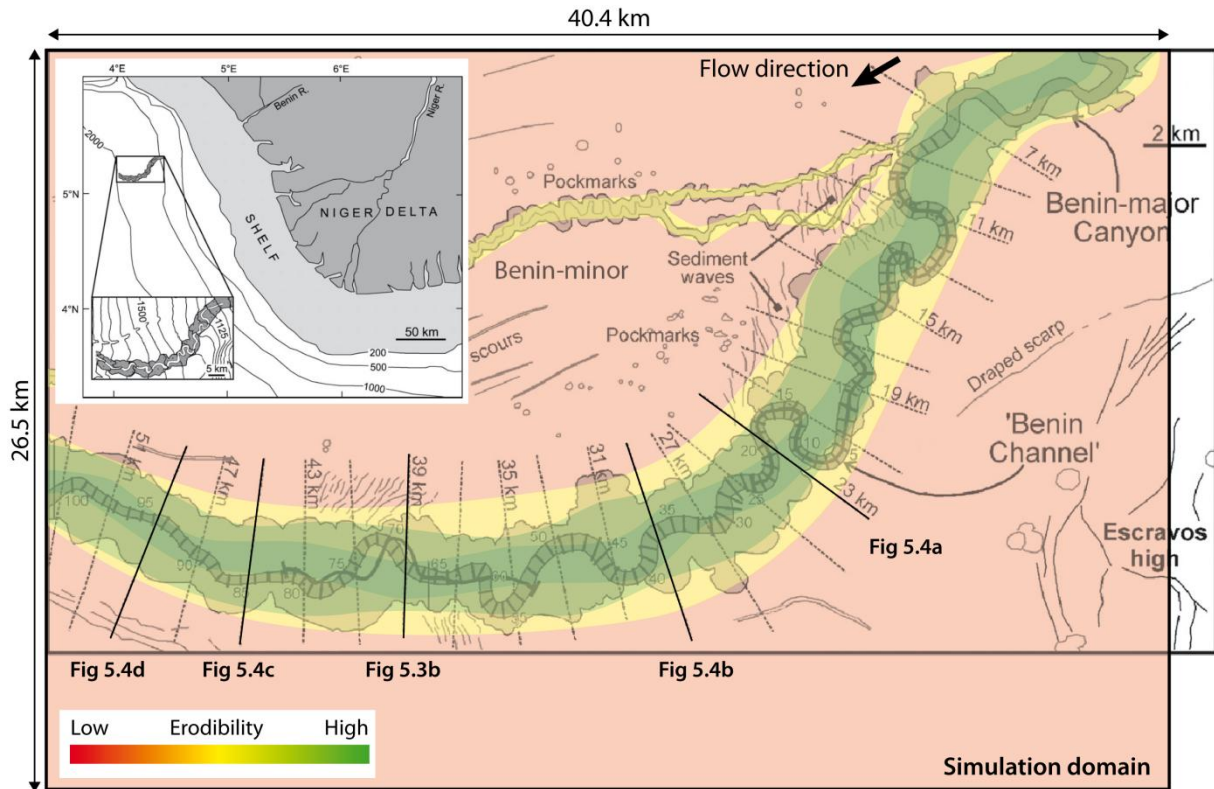 40.4 km
26.5 km
4°E
5°E
6°E
2000
Benin R.
Niger R.
5°N
4°N
NIGER DELTA
SHELF
50 km
200
500
1000
1500
1125
5 km
Flow direction
2 km
7 km
Benin-major
Canyon
11 km
Pockmarks
Sediment
waves
Benin-minor
Pockmarks
scours
15 km
Draped scarp
19 km
'Benin
Channel'
23 km
Escravos
high
Fig 5.4a
15
10
5
20
25
30
27 km
31 km
35 km
39 km
43 km
47 km
51 km
35
40
45
50
65
70
75
80
85
90
95
100
Fig 5.4d
Fig 5.4c
Fig 5.3b
Fig 5.4b
Low
Erodibility
High
Simulation domain